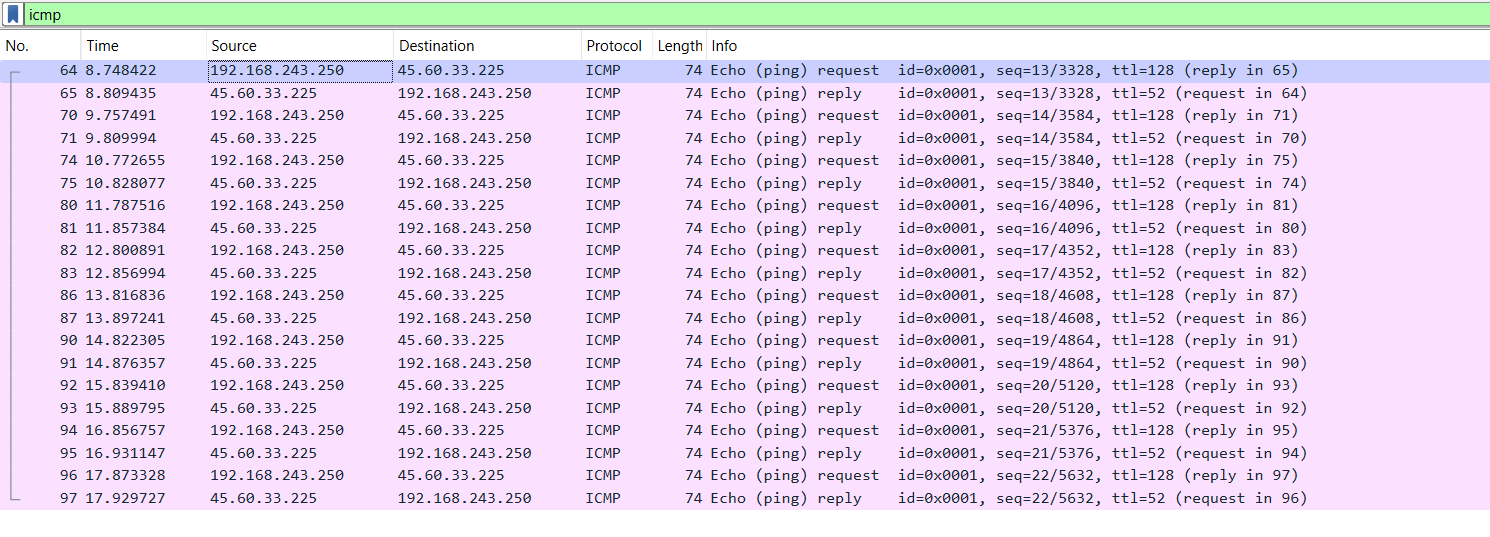 icmp
No. Time Source Destination Protocol Length Info
64 8.748422 192.168.243.250 45.60.33.225 ICMP 74 Echo (ping) request id=0x0001, seq=13/3328, ttl=128 (reply in 65)
65 8.809435 45.60.33.225 192.168.243.250 ICMP 74 Echo (ping) reply id=0x0001, seq=13/3328, ttl=52 (request in 64)
70 9.757491 192.168.243.250 45.60.33.225 ICMP 74 Echo (ping) request id=0x0001, seq=14/3584, ttl=128 (reply in 71)
71 9.809994 45.60.33.225 192.168.243.250 ICMP 74 Echo (ping) reply id=0x0001, seq=14/3584, ttl=52 (request in 70)
74 10.772655 192.168.243.250 45.60.33.225 ICMP 74 Echo (ping) request id=0x0001, seq=15/3840, ttl=128 (reply in 75)
75 10.828077 45.60.33.225 192.168.243.250 ICMP 74 Echo (ping) reply id=0x0001, seq=15/3840, ttl=52 (request in 74)
80 11.787516 192.168.243.250 45.60.33.225 ICMP 74 Echo (ping) request id=0x0001, seq=16/4096, ttl=128 (reply in 81)
81 11.857384 45.60.33.225 192.168.243.250 ICMP 74 Echo (ping) reply id=0x0001, seq=16/4096, ttl=52 (request in 80)
82 12.800891 192.168.243.250 45.60.33.225 ICMP 74 Echo (ping) request id=0x0001, seq=17/4352, ttl=128 (reply in 83)
83 12.856994 45.60.33.225 192.168.243.250 ICMP 74 Echo (ping) reply id=0x0001, seq=17/4352, ttl=52 (request in 82)
86 13.816836 192.168.243.250 45.60.33.225 ICMP 74 Echo (ping) request id=0x0001, seq=18/4608, ttl=128 (reply in 87)
87 13.897241 45.60.33.225 192.168.243.250 ICMP 74 Echo (ping) reply id=0x0001, seq=18/4608, ttl=52 (request in 86)
90 14.822305 192.168.243.250 45.60.33.225 ICMP 74 Echo (ping) request id=0x0001, seq=19/4864, ttl=128 (reply in 91)
91 14.876357 45.60.33.225 192.168.243.250 ICMP 74 Echo (ping) reply id=0x0001, seq=19/4864, ttl=52 (request in 90)
92 15.839410 192.168.243.250 45.60.33.225 ICMP 74 Echo (ping) request id=0x0001, seq=20/5120, ttl=128 (reply in 93)
93 15.889795 45.60.33.225 192.168.243.250 ICMP 74 Echo (ping) reply id=0x0001, seq=20/5120, ttl=52 (request in 92)
94 16.856757 192.168.243.250 45.60.33.225 ICMP 74 Echo (ping) request id=0x0001, seq=21/5376, ttl=128 (reply in 95)
95 16.931147 45.60.33.225 192.168.243.250 ICMP 74 Echo (ping) reply id=0x0001, seq=21/5376, ttl=52 (request in 94)
96 17.873328 192.168.243.250 45.60.33.225 ICMP 74 Echo (ping) request id=0x0001, seq=22/5632, ttl=128 (reply in 97)
97 17.929727 45.60.33.225 192.168.243.250 ICMP 74 Echo (ping) reply id=0x0001, seq=22/5632, ttl=52 (request in 96)